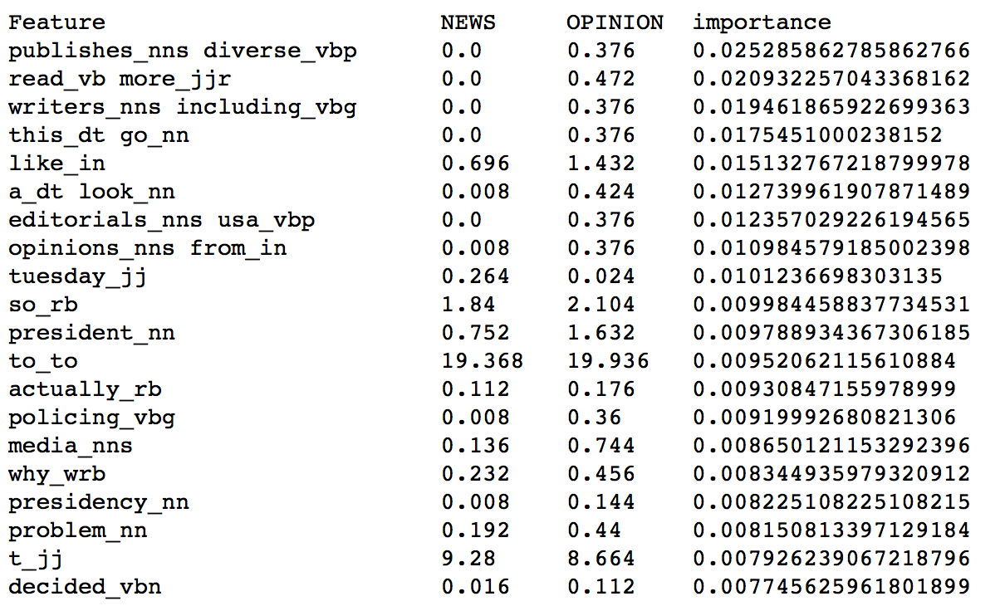 Feature NEWS OPINION importance
publishes_nns diverse_vbp 0.0 0.376 0.025285862785862766
read_vb more_jjr 0.0 0.472 0.020932257043368162
writers_nns including_vbg 0.0 0.376 0.019461865922699363
this_dt go_nn 0.0 0.376 0.0175451000238152
like_in 0.696 1.432 0.015132767218799978
a_dt look_nn 0.008 0.424 0.012739961907871489
editorials_nns usa_vbp 0.0 0.376 0.012357029226194565
opinions_nns from_in 0.008 0.376 0.010984579185002398
tuesday_jj 0.264 0.024 0.0101236698303135
so_rb 1.84 2.104 0.009984458837734531
president_nn 0.752 1.632 0.009788934367306185
to_to 19.368 19.936 0.00952062115610884
actually_rb 0.112 0.176 0.00930847155978999
policing_vbg 0.008 0.36 0.00919992680821306
media_nns 0.136 0.744 0.008650121153292396
why_wrb 0.232 0.456 0.008344935979320912
presidency_nn 0.008 0.144 0.008225108225108215
problem_nn 0.192 0.44 0.008150813397129184
t_jj 9.28 8.664 0.007926239067218796
decided_vbn 0.016 0.112 0.007745625961801899